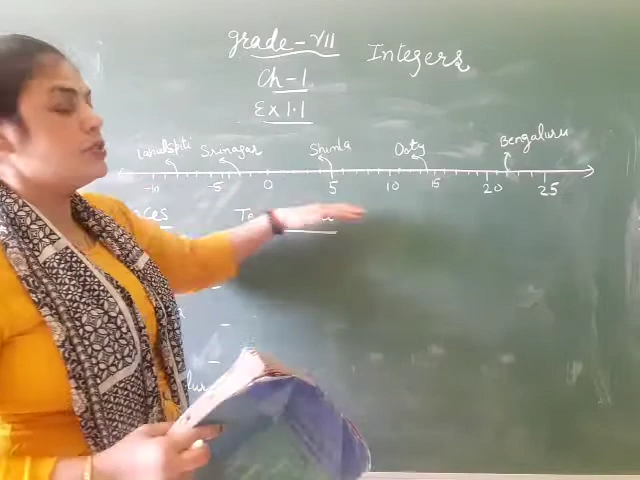 grade-VII Integers
Ch-1
Ex 1.1
Lahulspiti Srinagar Shimla Ooty Bengaluru
-10 -5 0 5 10 15 20 25